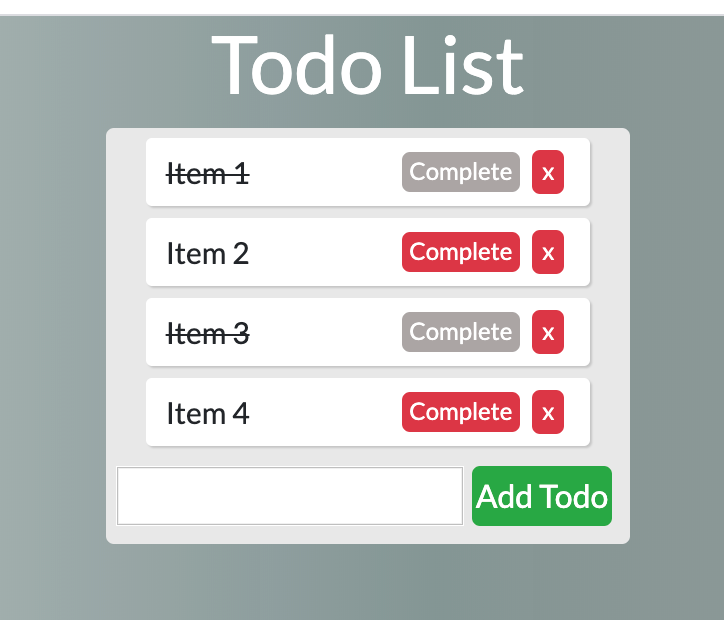 Todo List
Item 1 Complete x
Item 2 Complete x
Item 3 Complete x
Item 4 Complete x
Add Todo